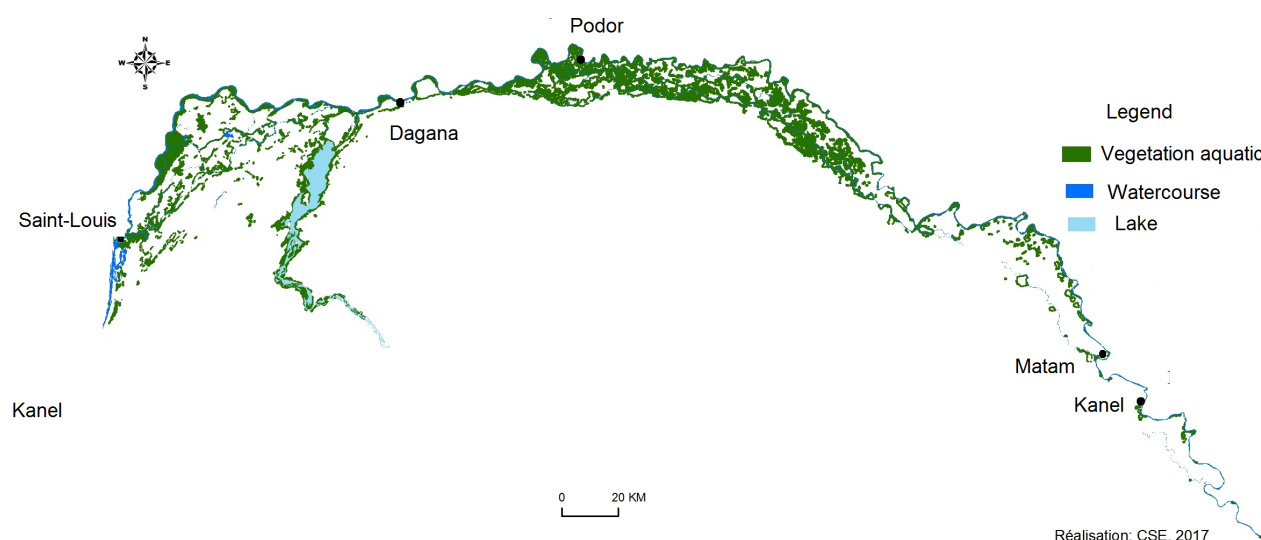 Podor
N
W E
S
Dagana
Legend
Vegetation aquatic
Watercourse
Lake
Saint-Louis
Matam
Kanel
Kanel
0 20 KM
Réalisation: CSE, 2017